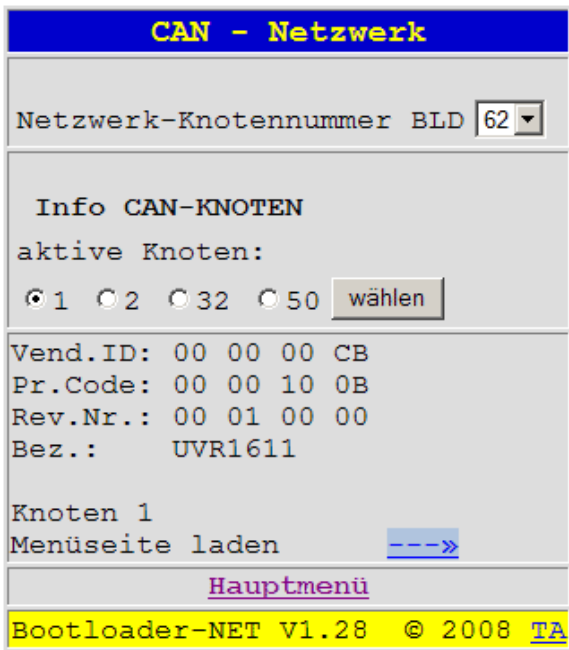 CAN - Netzwerk
Netzwerk-Knotennummer BLD 62
Info CAN-KNOTEN
aktive Knoten:
1 2 32 50 wählen
Vend.ID: 00 00 00 CB
Pr.Code: 00 00 10 0B
Rev.Nr.: 00 01 00 00
Bez.: UVR1611
Knoten 1
Menüseite laden ---»
Hauptmenü
Bootloader-NET V1.28 © 2008 TA